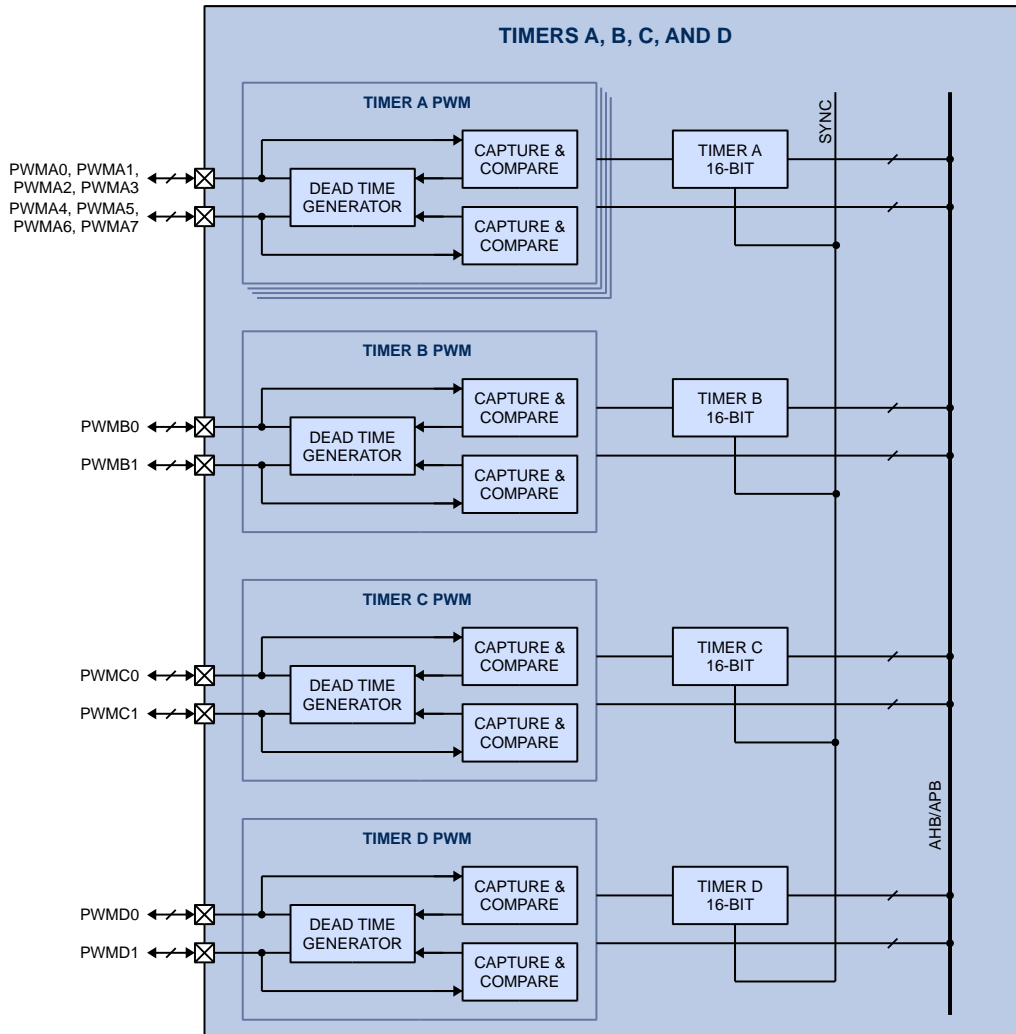 TIMERS A, B, C, AND D
TIMER A PWM
SYNC
PWMA0, PWMA1,
PWMA2, PWMA3
PWMA4, PWMA5,
PWMA6, PWMA7
DEAD TIME
GENERATOR
CAPTURE &
COMPARE
CAPTURE &
COMPARE
TIMER A
16-BIT
TIMER B PWM
PWMB0
PWMB1
DEAD TIME
GENERATOR
CAPTURE &
COMPARE
CAPTURE &
COMPARE
TIMER B
16-BIT
TIMER C PWM
PWMC0
PWMC1
DEAD TIME
GENERATOR
CAPTURE &
COMPARE
CAPTURE &
COMPARE
TIMER C
16-BIT
AHB/APB
TIMER D PWM
PWMD0
PWMD1
DEAD TIME
GENERATOR
CAPTURE &
COMPARE
CAPTURE &
COMPARE
TIMER D
16-BIT